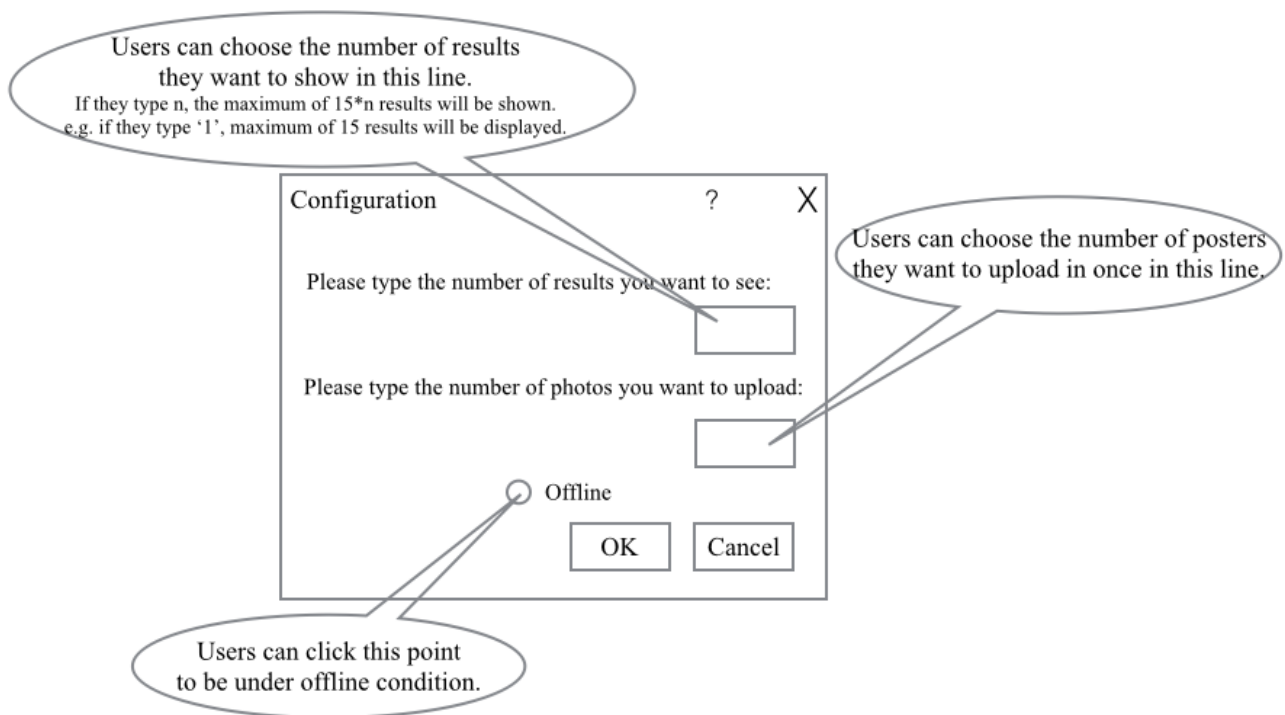 Users can choose the number of results
they want to show in this line.
If they type n, the maximum of 15*n results will be shown.
e.g. if they type ‘1’, maximum of 15 results will be displayed.
Configuration ? X
Users can choose the number of posters
they want to upload in once in this line.
Please type the number of results you want to see:
Please type the number of photos you want to upload:
Offline
OK Cancel
Users can click this point
to be under offline condition.